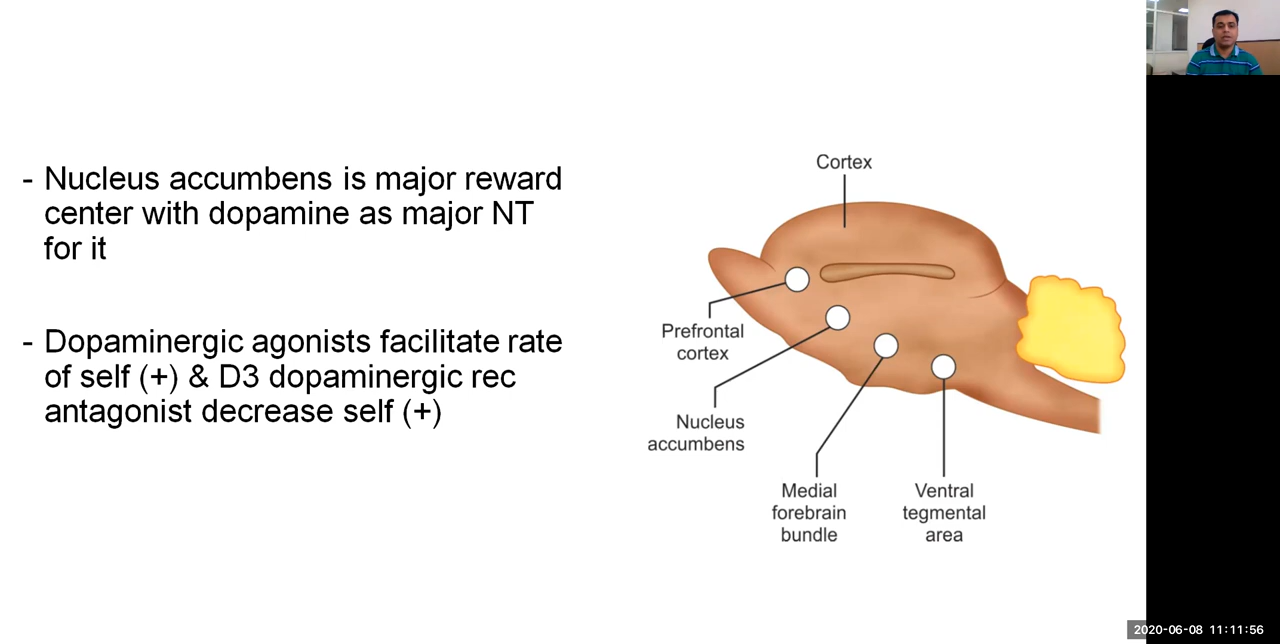 - Nucleus accumbens is major reward
center with dopamine as major NT
for it
- Dopaminergic agonists facilitate rate
of self (+) & D3 dopaminergic rec
antagonist decrease self (+)
Cortex
Prefrontal
cortex
Nucleus
accumbens
Medial
forebrain
bundle
Ventral
tegmental
area
2020-06-08 11:11:56